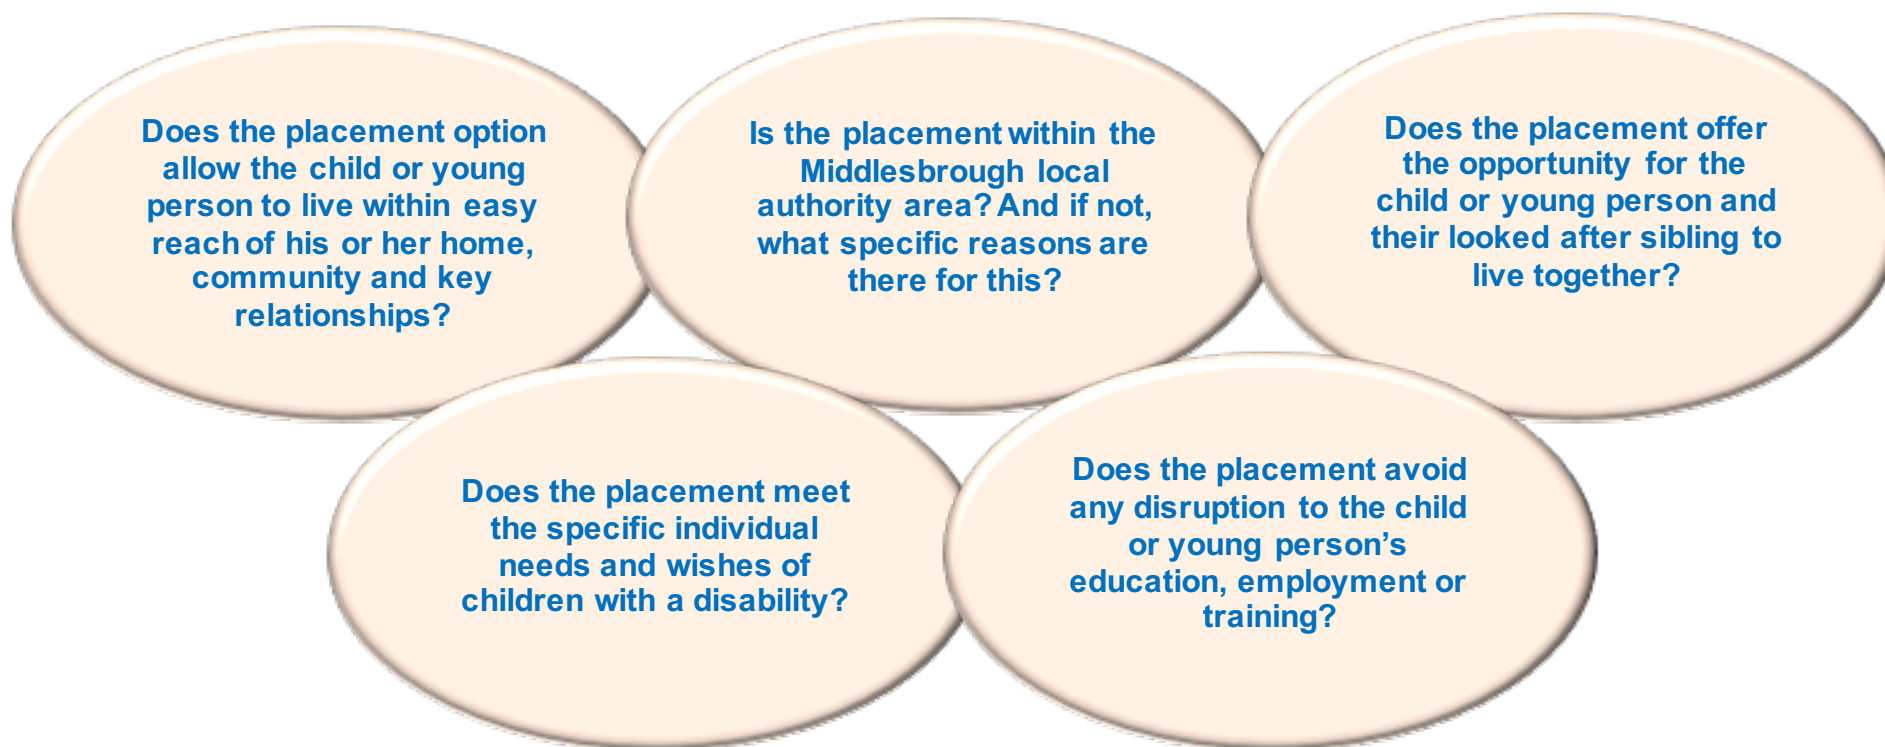 Does the placement option
allow the child or young
person to live within easy
reach of his or her home,
community and key
relationships?
Is the placement within the
Middlesbrough local
authority area? And if not,
what specific reasons are
there for this?
Does the placement offer
the opportunity for the
child or young person and
their looked after sibling to
live together?
Does the placement meet
the specific individual
needs and wishes of
children with a disability?
Does the placement avoid
any disruption to the child
or young person’s
education, employment or
training?